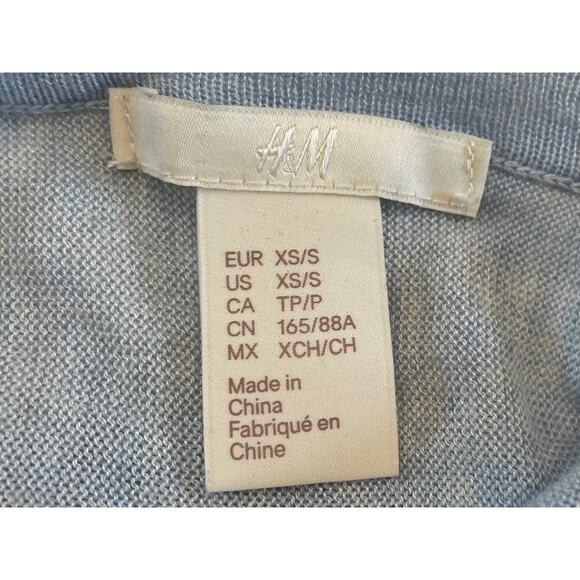 H&M
EUR XS/S
US XS/S
CA TP/P
CN 165/88A
MX XCH/CH
Made in
China
Fabriqué en
Chine